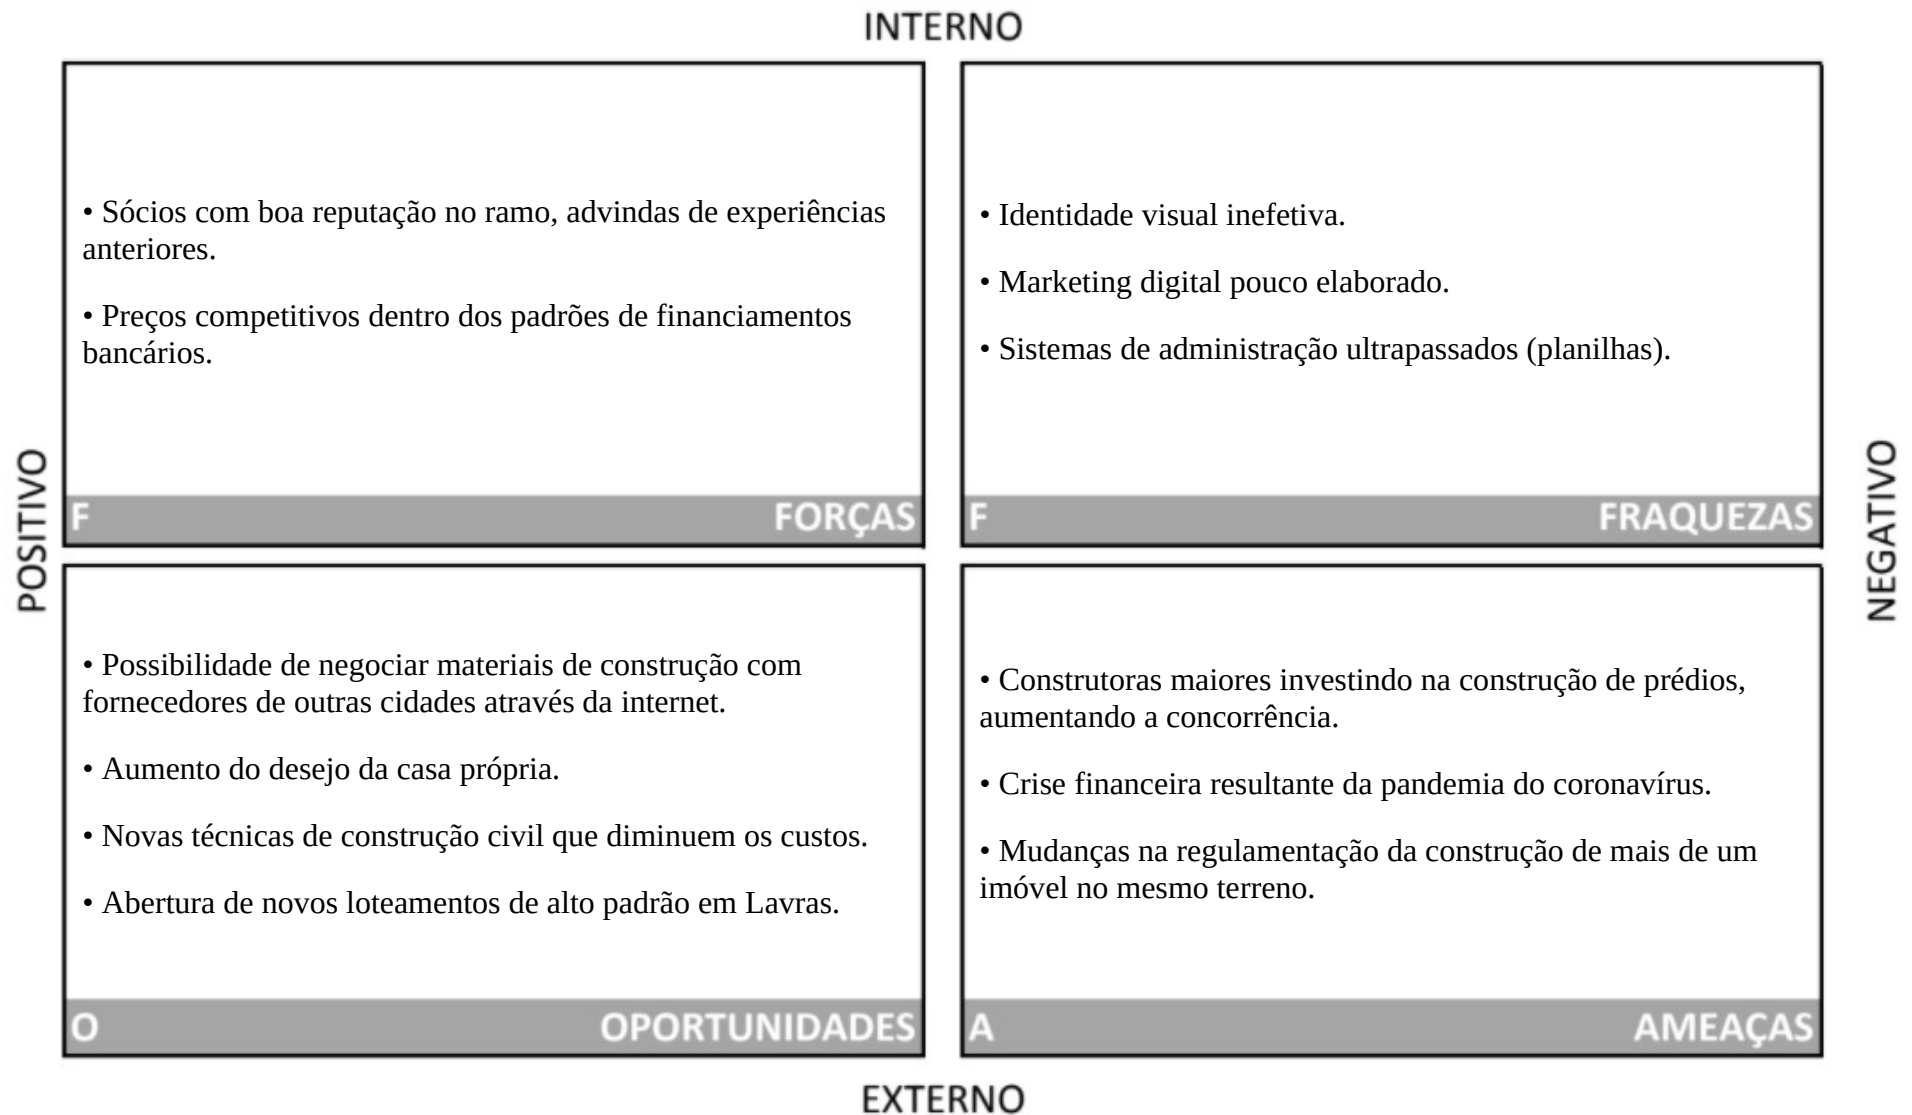 INTERNO
• Sócios com boa reputação no ramo, advindas de experiências
anteriores.
• Preços competitivos dentro dos padrões de financiamentos
bancários.
F FORÇAS
• Identidade visual inefetiva.
• Marketing digital pouco elaborado.
• Sistemas de administração ultrapassados (planilhas).
F FRAQUEZAS
POSITIVO
NEGATIVO
• Possibilidade de negociar materiais de construção com
fornecedores de outras cidades através da internet.
• Aumento do desejo da casa própria.
• Novas técnicas de construção civil que diminuem os custos.
• Abertura de novos loteamentos de alto padrão em Lavras.
O OPORTUNIDADES
• Construtoras maiores investindo na construção de prédios,
aumentando a concorrência.
• Crise financeira resultante da pandemia do coronavírus.
• Mudanças na regulamentação da construção de mais de um
imóvel no mesmo terreno.
A AMEAÇAS
EXTERNO